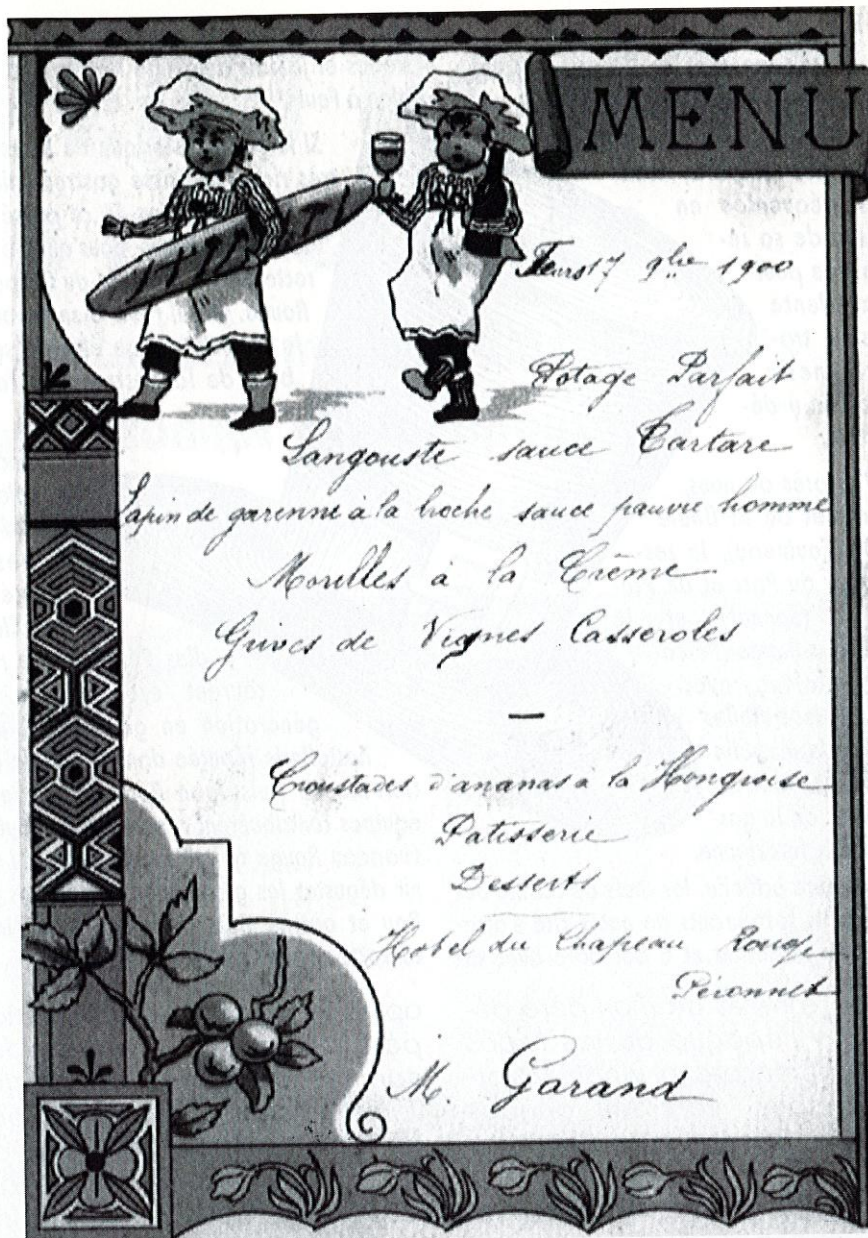 MENU
Feurs 17 9bre 1900
Potage Parfait
Langouste sauce Tartare
Lapin de garenne à la broche sauce pauvre homme
Morilles à la Crème
Grives de Vignes Casseroles
—
Croustades d'ananas à la Hongroise
Patisserie
Desserts
Hotel du Chapeau Rouge
Péronnet
M. Garand